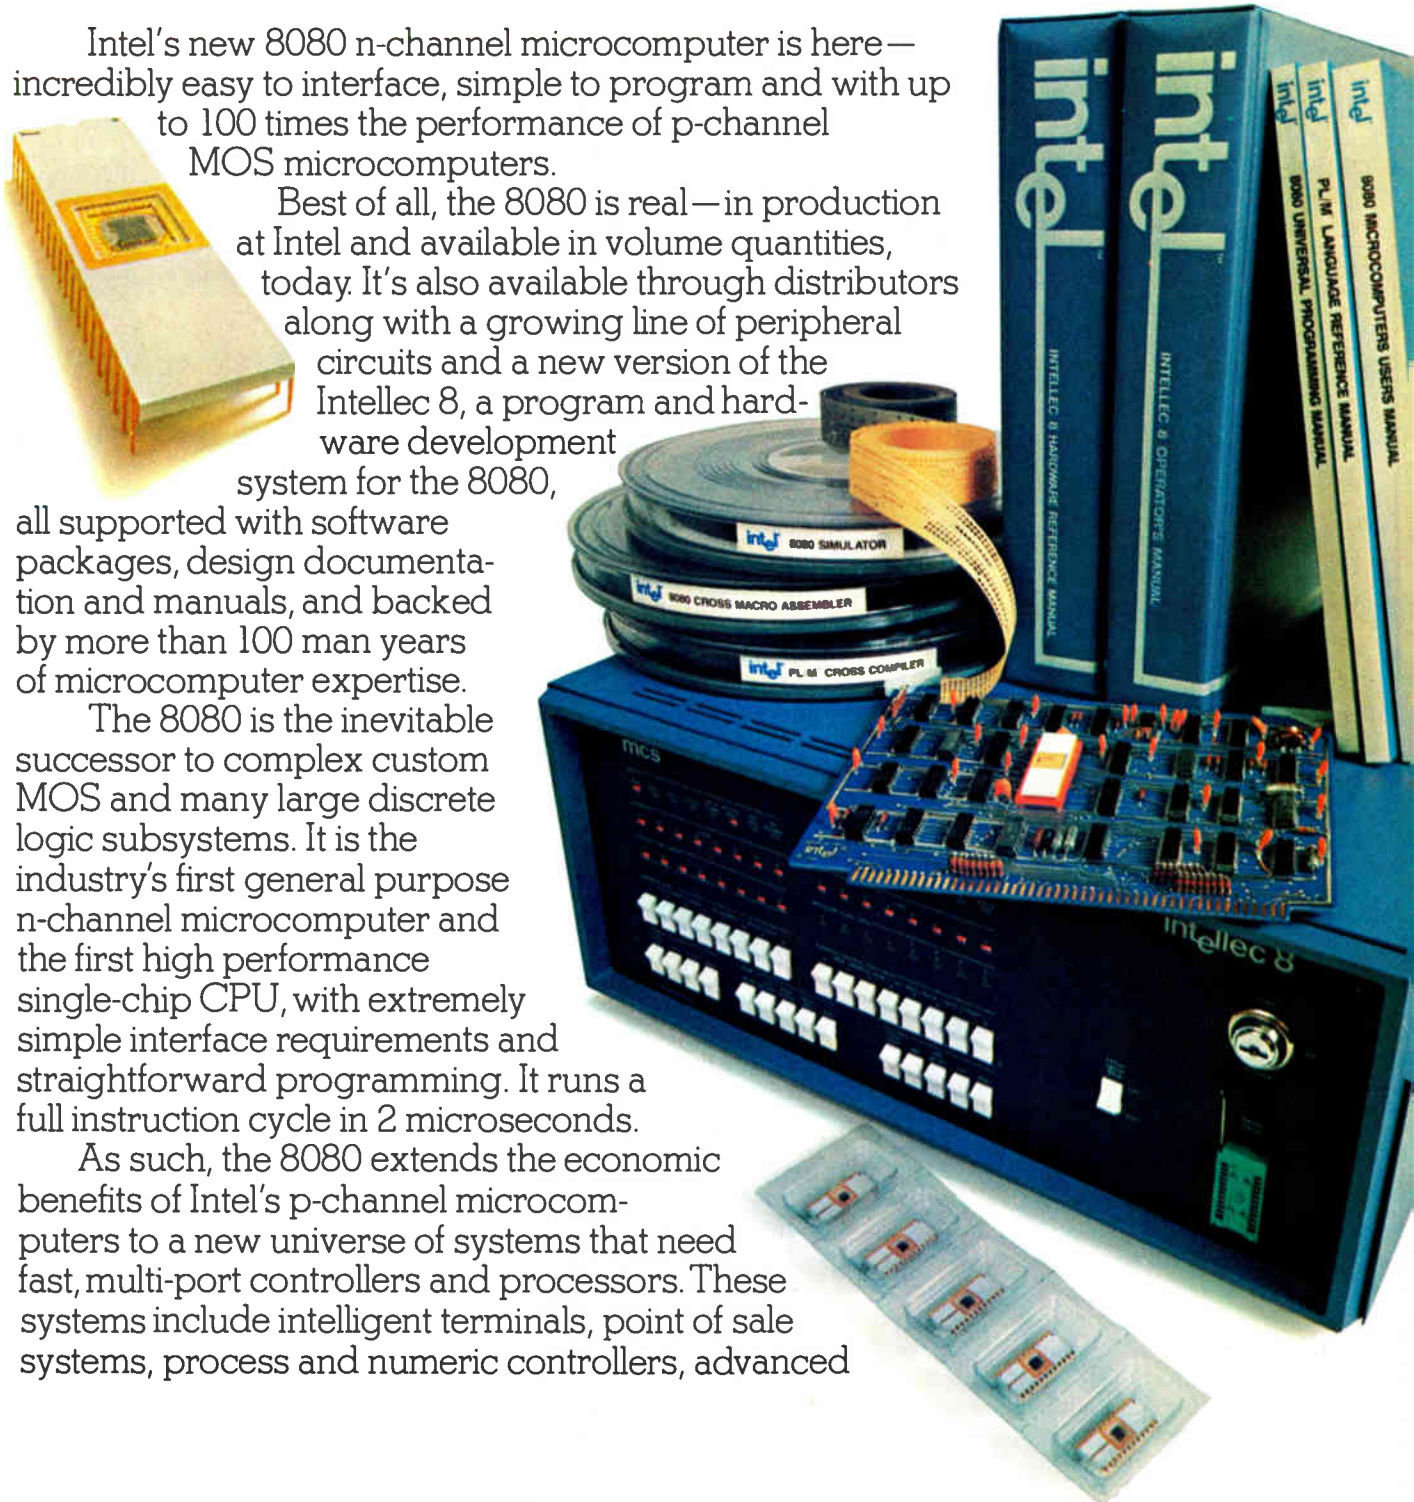 Intel's new 8080 n-channel microcomputer is here—
incredibly easy to interface, simple to program and with up
to 100 times the performance of p-channel
MOS microcomputers.
Best of all, the 8080 is real—in production
at Intel and available in volume quantities,
today. It's also available through distributors
along with a growing line of peripheral
circuits and a new version of the
Intellec 8, a program and hard-
ware development
system for the 8080,
all supported with software
packages, design documenta-
tion and manuals, and backed
by more than 100 man years
of microcomputer expertise.
The 8080 is the inevitable
successor to complex custom
MOS and many large discrete
logic subsystems. It is the
industry's first general purpose
n-channel microcomputer and
the first high performance
single-chip CPU, with extremely
simple interface requirements and
straightforward programming. It runs a
full instruction cycle in 2 microseconds.
As such, the 8080 extends the economic
benefits of Intel's p-channel microcom-
puters to a new universe of systems that need
fast, multi-port controllers and processors. These
systems include intelligent terminals, point of sale
systems, process and numeric controllers, advanced
intel™
INTELLEC 8 HARDWARE REFERENCE MANUAL
intel™
INTELLEC 8 OPERATOR'S MANUAL
intel
8080 UNIVERSAL PROGRAMMING MANUAL
intel
PL/M LANGUAGE REFERENCE MANUAL
intel
8080 MICROCOMPUTERS USERS MANUAL
intel 8080 SIMULATOR
intel 8080 CROSS MACRO ASSEMBLER
intel PL M CROSS COMPILER
mcs
intel
intellec 8